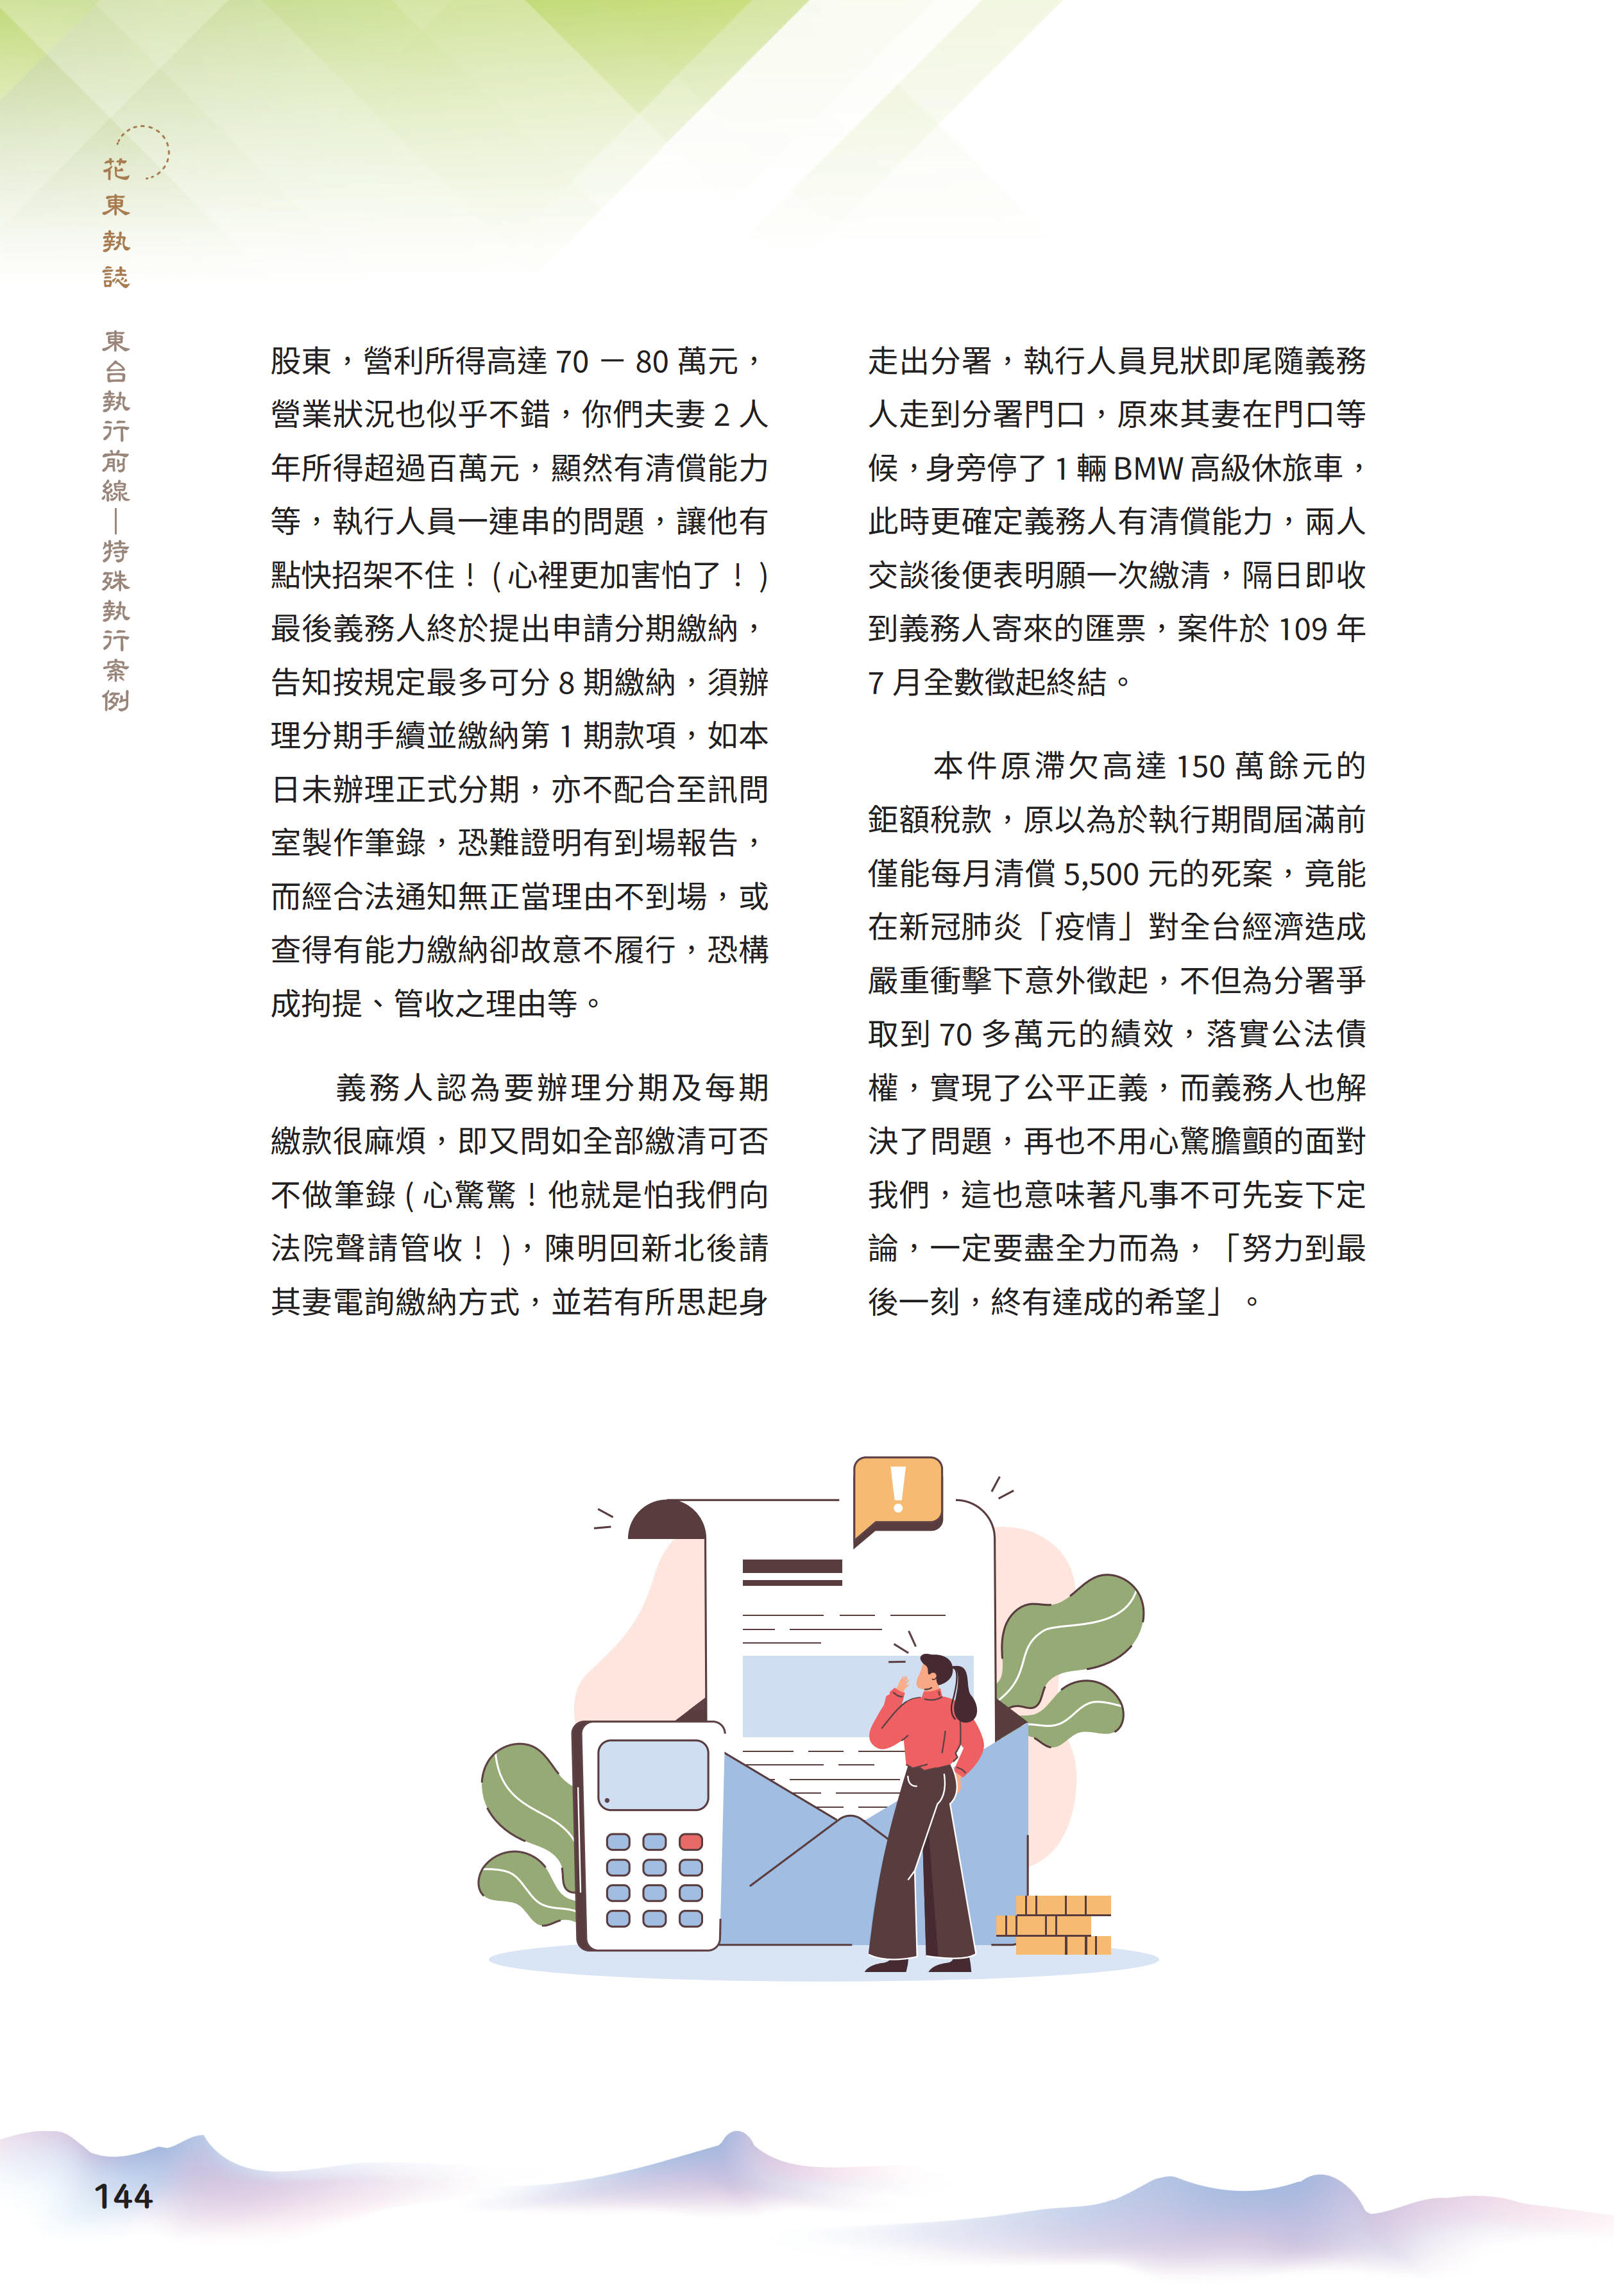 花東執誌
東台執行前線—特殊執行案例
股東，營利所得高達 70 － 80 萬元，
營業狀況也似乎不錯，你們夫妻 2 人
年所得超過百萬元，顯然有清償能力
等，執行人員一連串的問題，讓他有
點快招架不住！ ( 心裡更加害怕了！ )
最後義務人終於提出申請分期繳納，
告知按規定最多可分 8 期繳納，須辦
理分期手續並繳納第 1 期款項，如本
日未辦理正式分期，亦不配合至訊問
室製作筆錄，恐難證明有到場報告，
而經合法通知無正當理由不到場，或
查得有能力繳納卻故意不履行，恐構
成拘提、管收之理由等。
義務人認為要辦理分期及每期
繳款很麻煩，即又問如全部繳清可否
不做筆錄 ( 心驚驚！他就是怕我們向
法院聲請管收！ )，陳明回新北後請
其妻電詢繳納方式，並若有所思起身
走出分署，執行人員見狀即尾隨義務
人走到分署門口，原來其妻在門口等
候，身旁停了 1 輛 BMW 高級休旅車，
此時更確定義務人有清償能力，兩人
交談後便表明願一次繳清，隔日即收
到義務人寄來的匯票，案件於 109 年
7 月全數徵起終結。
本件原滯欠高達 150 萬餘元的
鉅額稅款，原以為於執行期間屆滿前
僅能每月清償 5,500 元的死案，竟能
在新冠肺炎「疫情」對全台經濟造成
嚴重衝擊下意外徵起，不但為分署爭
取到 70 多萬元的績效，落實公法債
權，實現了公平正義，而義務人也解
決了問題，再也不用心驚膽顫的面對
我們，這也意味著凡事不可先妄下定
論，一定要盡全力而為，「努力到最
後一刻，終有達成的希望」。
144